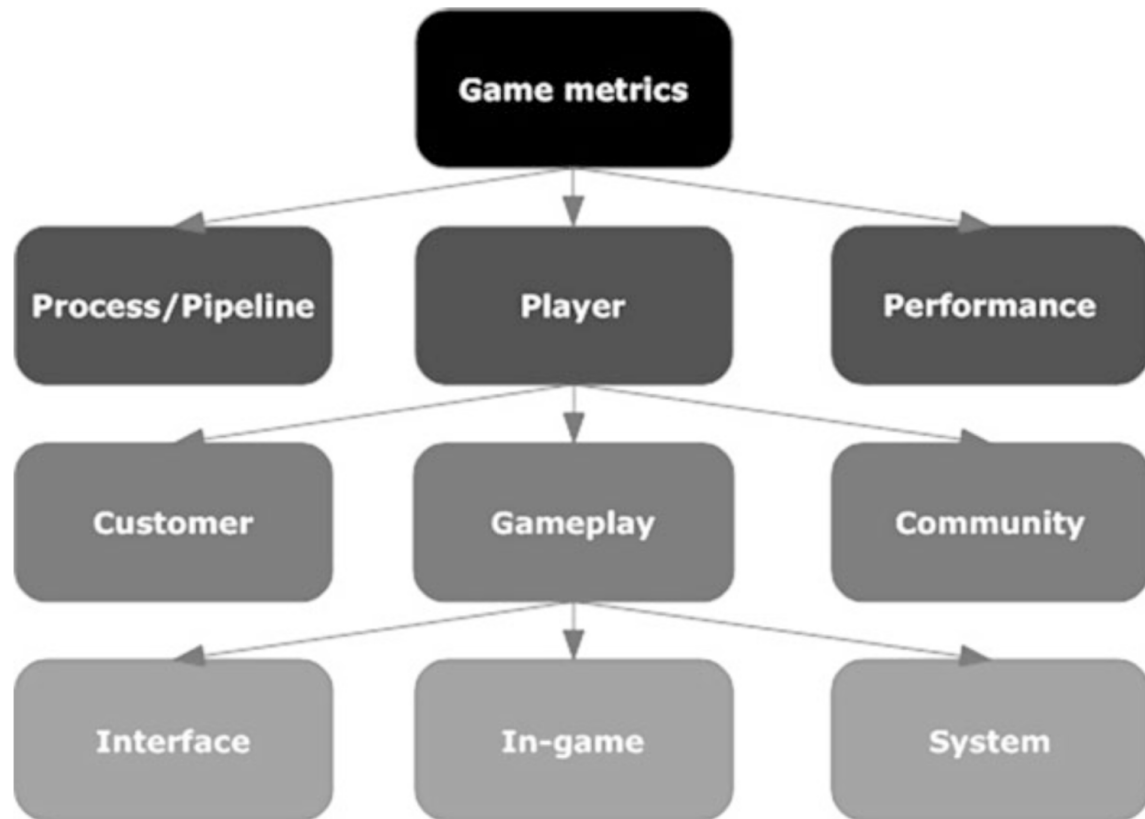 Game metrics
Process/Pipeline
Player
Performance
Customer
Gameplay
Community
Interface
In-game
System